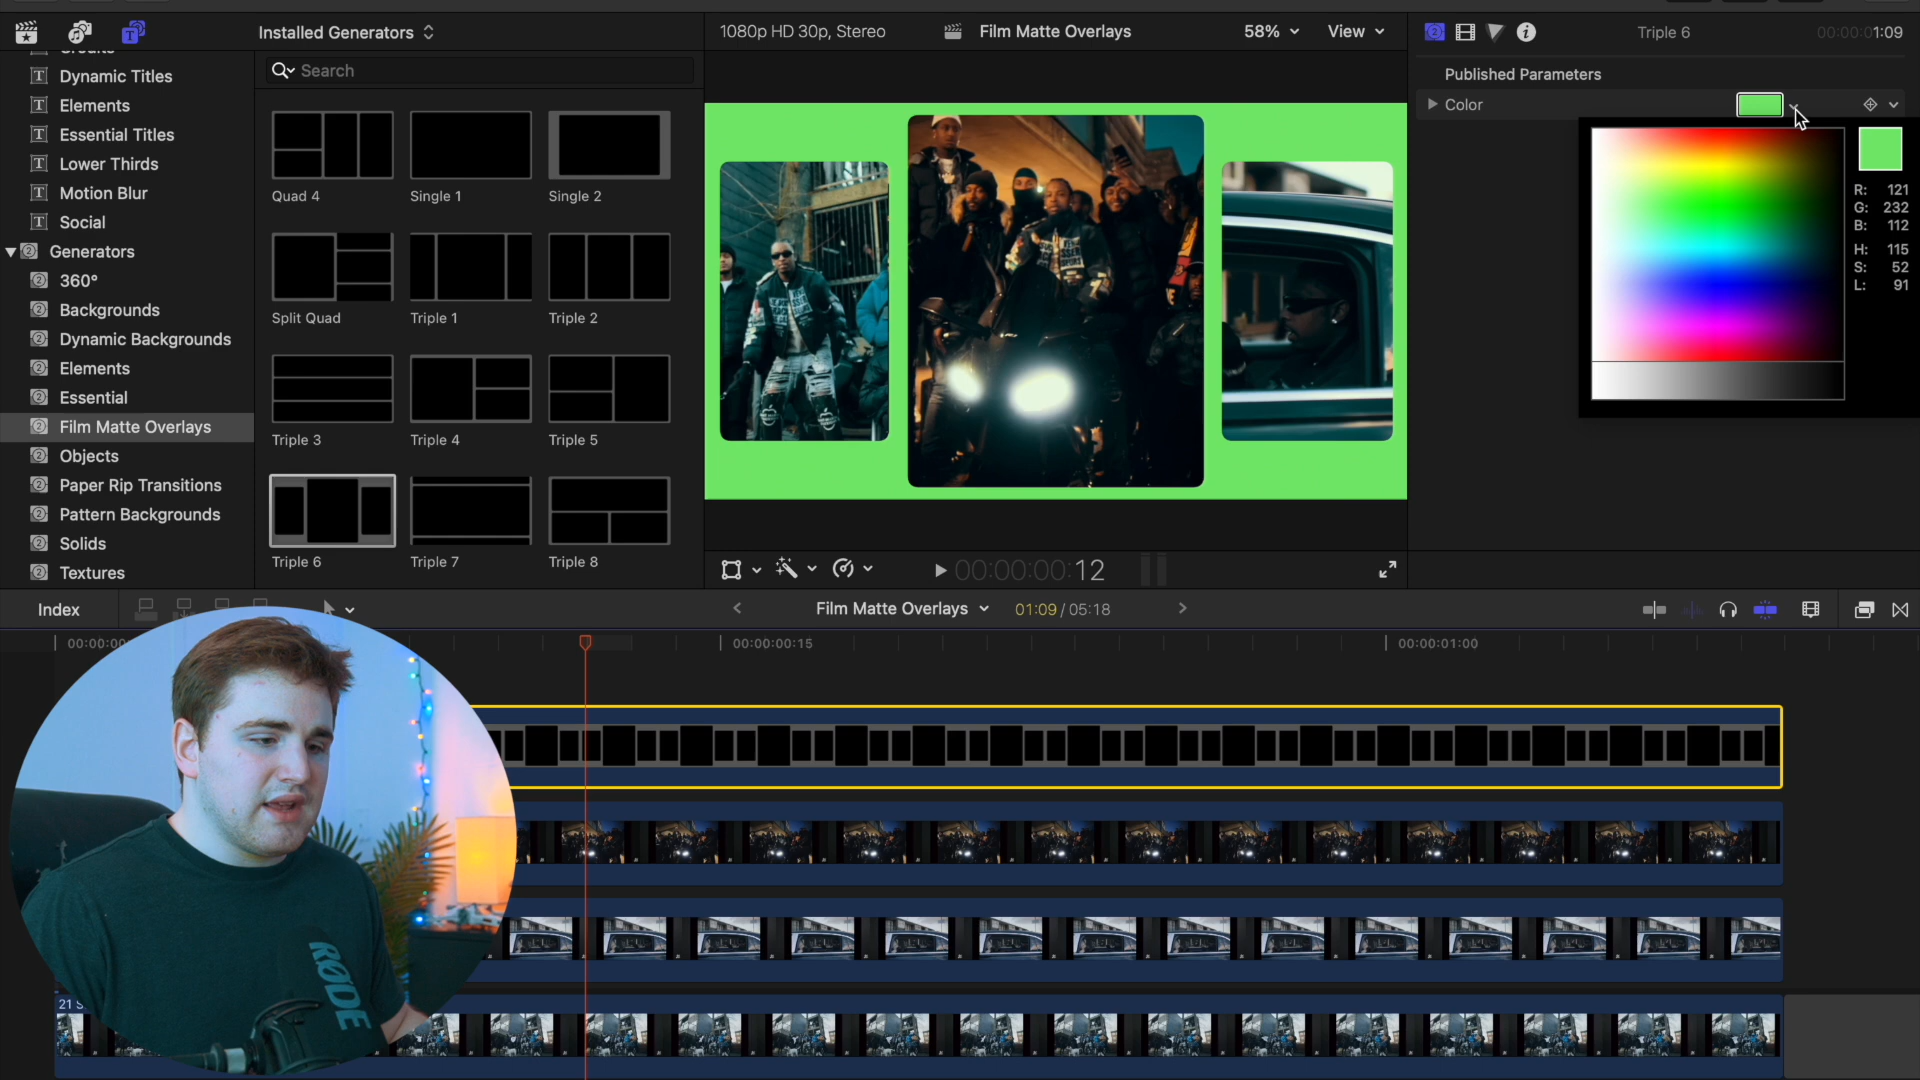 Installed Generators
1080p HD 30p, Stereo
Film Matte Overlays
58%
View
Triple 6
00:00:01:09
Credits
Dynamic Titles
Elements
Essential Titles
Lower Thirds
Motion Blur
Social
Generators
360°
Backgrounds
Dynamic Backgrounds
Elements
Essential
Film Matte Overlays
Objects
Paper Rip Transitions
Pattern Backgrounds
Solids
Textures
Search
Quad 4
Single 1
Single 2
Split Quad
Triple 1
Triple 2
Triple 3
Triple 4
Triple 5
Triple 6
Triple 7
Triple 8
Published Parameters
Color
R: 121
G: 232
B: 112
H: 115
S: 52
L: 91
00:00:00:12
Index
Film Matte Overlays
01:09 / 05:18
00:00:00:15
00:00:01:00
RØDE